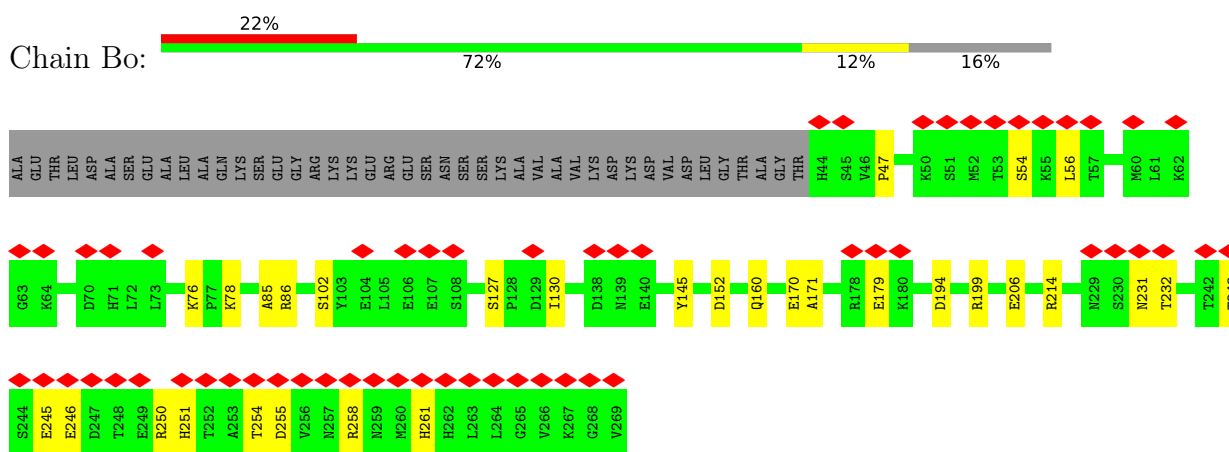 Chain Bo:
22%
72% 12% 16%
ALA GLU THR LEU ASP ALA SER GLU ALA LEU ALA GLN LYS SER GLU GLY ARG LYS LYS GLU ARG GLU SER ASN SER SER LYS ALA VAL ALA VAL LYS ASP LYS ASP VAL ASP LEU GLY THR ALA GLY THR H44 S45 V46 P47 K50 S51 M52 T53 S54 K55 L56 T57 M60 L61 K62
G63 K64 D70 H71 L72 L73 K76 P77 K78 A85 R86 S102 Y103 E104 L105 E106 E107 S108 S127 P128 D129 I130 D138 N139 E140 Y145 D152 Q160 E170 A171 R178 E179 K180 D194 R199 E206 R214 N229 S230 N231 T232 T242
S244 E245 E246 D247 T248 E249 R250 H251 T252 A253 T254 D255 V256 N257 R258 N259 M260 H261 H262 L263 L264 G265 V266 K267 G268 V269